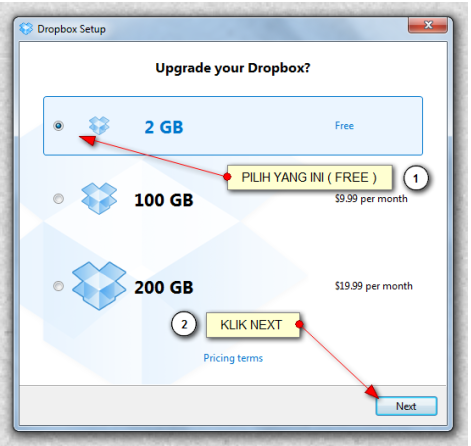 Dropbox Setup
Upgrade your Dropbox?
2 GB Free
PILIH YANG INI ( FREE ) 1
100 GB $9.99 per month
200 GB $19.99 per month
2 KLIK NEXT
Pricing terms
Next